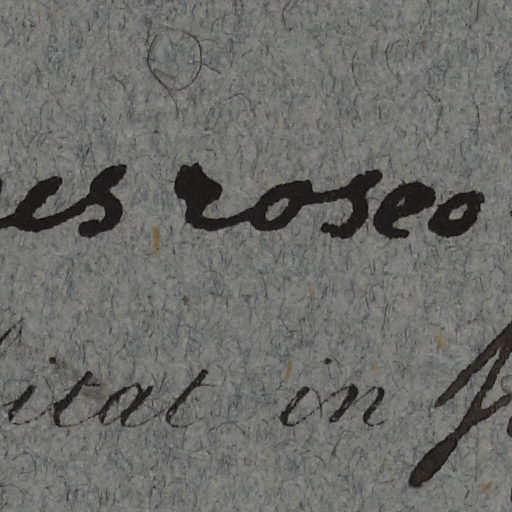 es roseo
itat in